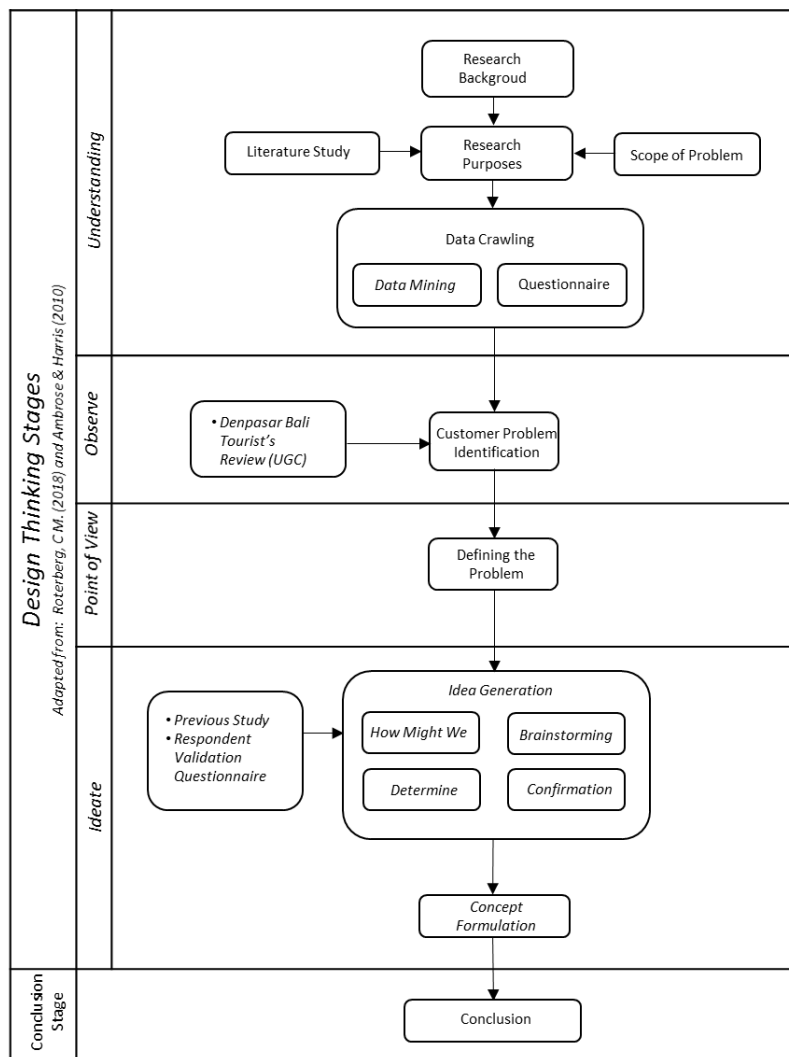 Design Thinking Stages
Adapted from: Roterberg, C M. (2018) and Ambrose & Harris (2010)
Understanding
Research
Backgroud
Literature Study
Research
Purposes
Scope of Problem
Data Crawling
Data Mining
Questionnaire
Observe
• Denpasar Bali
Tourist's
Review (UGC)
Customer Problem
Identification
Point of View
Defining the
Problem
Ideate
• Previous Study
• Respondent
Validation
Questionnaire
Idea Generation
How Might We
Brainstorming
Determine
Confirmation
Concept
Formulation
Conclusion
Stage
Conclusion